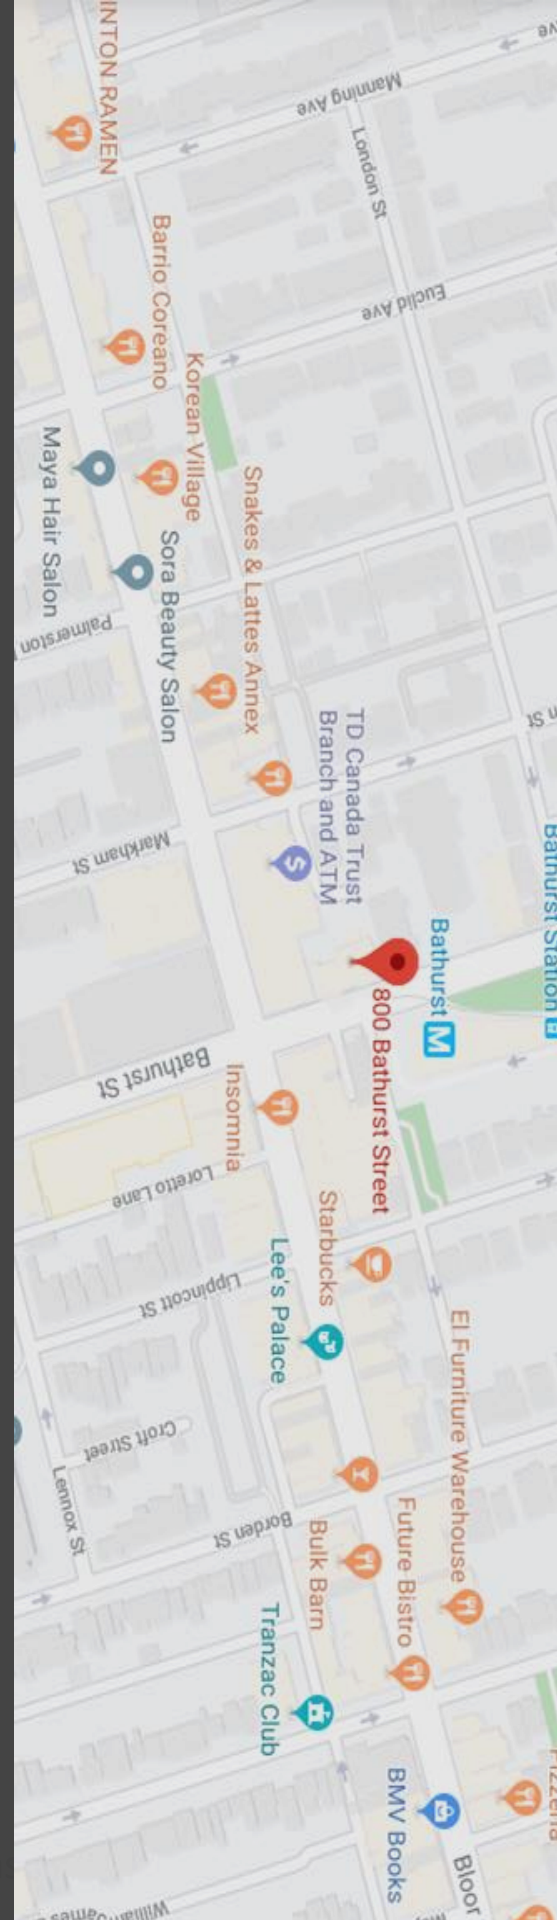 INTON RAMEN
Manning Ave
London St
Barrio Coreano
Euclid Ave
Korean Village
Maya Hair Salon
Snakes & Lattes Annex
Sora Beauty Salon
Palmerston
TD Canada Trust
Branch and ATM
Markham St
Bathurst Station
Bathurst M
800 Bathurst Street
Bathurst St
Insomnia
Loretto Lane
Starbucks
Lippincott St
Lee's Palace
El Furniture Warehouse
Croft Street
Lennox St
Borden St
Bulk Barn
Future Bistro
Tranzac Club
BMV Books
Bloor